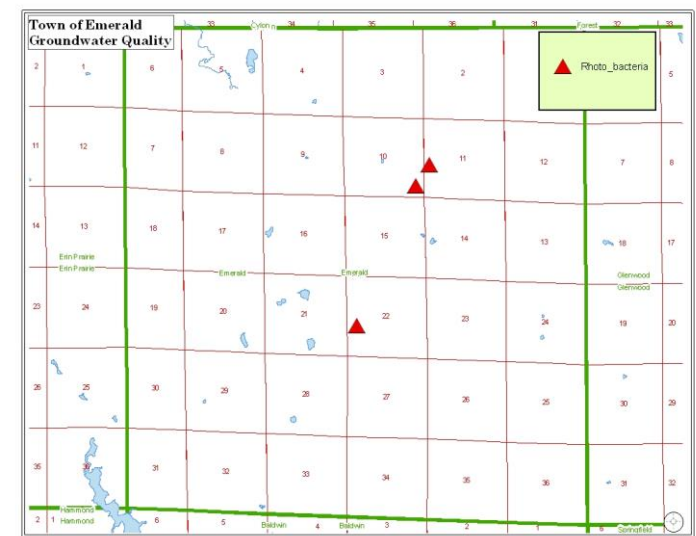 Town of Emerald
Groundwater Quality
33 Cylon 34 35 36 31 Forest 32 33
Rhoto_bacteria
2 1 6 5 4 3 2 5
11 12 7 8 9 10 11 12 7 8
14 13 18 17 16 15 14 13 18 17
Erin Prairie
Erin Prairie
Emerald Emerald
Glenwood
Glenwood
23 24 19 20 21 22 23 24 19 20
26 25 30 29 28 27 26 25 30 29
35 36 31 32 33 34 35 36 31 32
Hammond
Hammond
2 1 6 5 Baldwin 4 Baldwin 3 2 6 Springfield